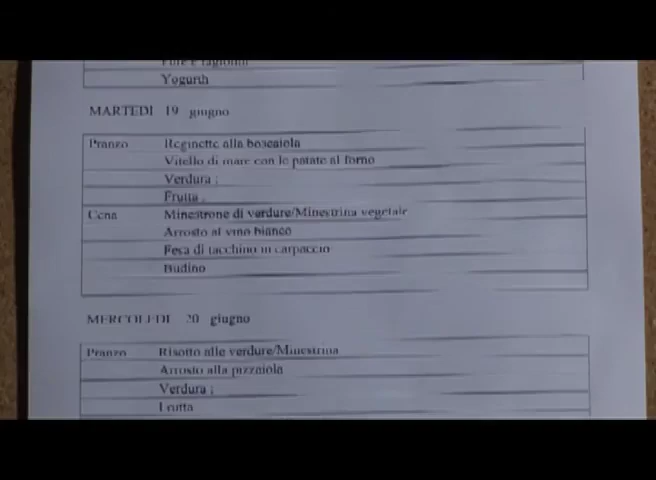 Yogurth
MARTEDI 19 giugno
Pranzo Reginette alla boscaiola
Vitello di mare con le patate al forno
Verdura :
Frutta :
Cena Minestrone di verdure/Minestrina vegetale
Arrosto al vino bianco
Fesa di tacchino in carpaccio
Budino
MERCOLEDI 20 giugno
Pranzo Risotto alle verdure/Minestrina
Arrosto alla pizzaiola
Verdura :
Frutta